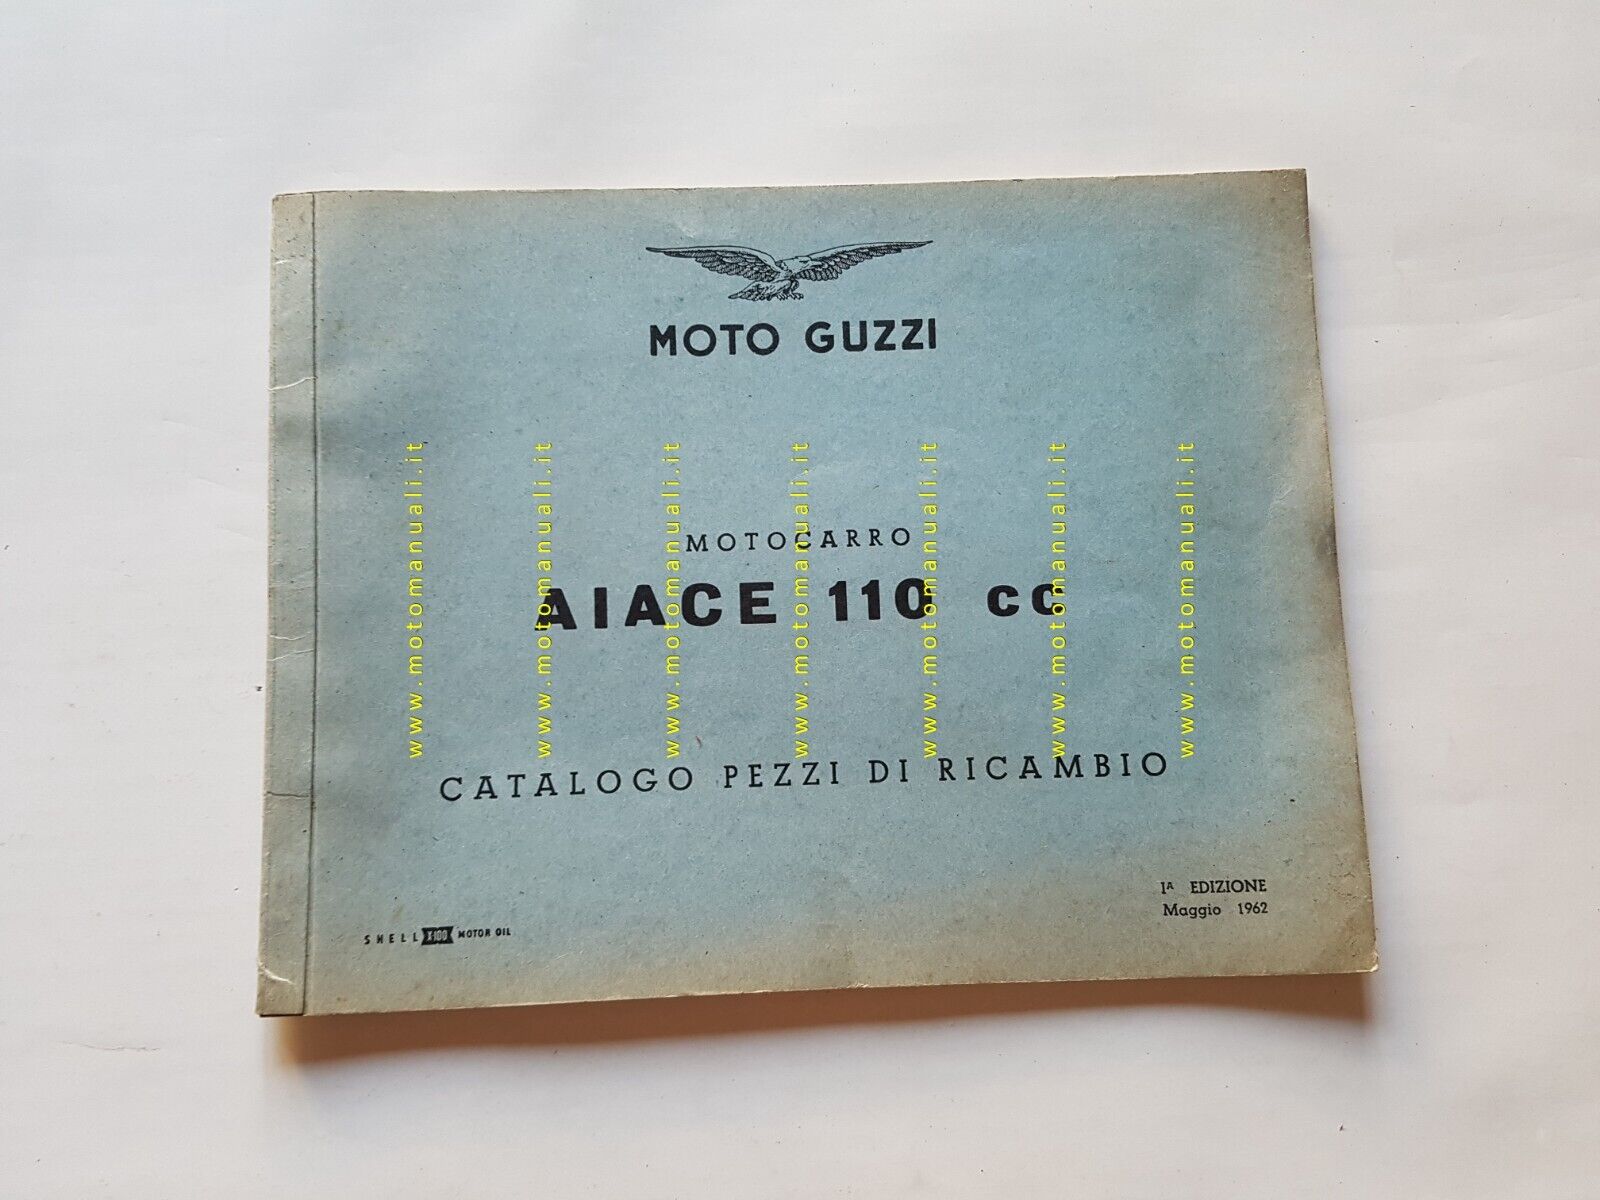 MOTO GUZZI
MOTOCARRO
AIACE 110 cc
CATALOGO PEZZI DI RICAMBIO
1ᴬ EDIZIONE
Maggio 1962
SHELL X100 MOTOR OIL
www.motomanuali.it
www.motomanuali.it
www.motomanuali.it
www.motomanuali.it
www.motomanuali.it
www.motomanuali.it
www.motomanuali.it